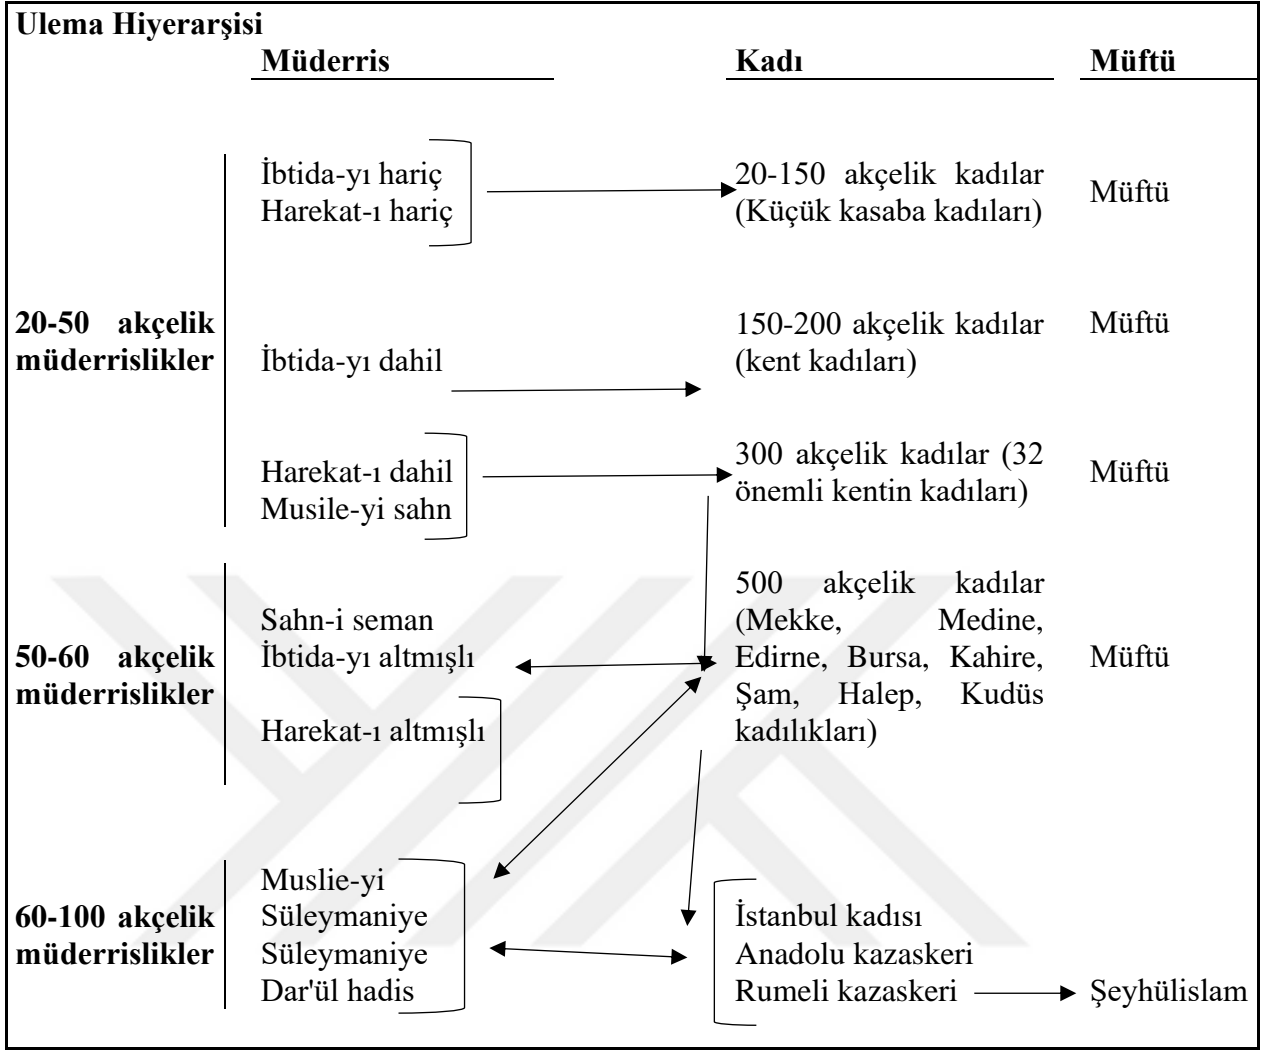 Ulema Hiyerarşisi
Müderris Kadı Müftü
İbtida-yı hariç
Harekat-ı hariç
20-150 akçelik kadılar
(Küçük kasaba kadıları)
Müftü
20-50 akçelik
müderrislikler
İbtida-yı dahil
150-200 akçelik kadılar
(kent kadıları)
Müftü
Harekat-ı dahil
Musile-yi sahn
300 akçelik kadılar (32
önemli kentin kadıları)
Müftü
50-60 akçelik
müderrislikler
Sahn-i seman
İbtida-yı altmışlı
Harekat-ı altmışlı
500 akçelik kadılar
(Mekke, Medine,
Edirne, Bursa, Kahire,
Şam, Halep, Kudüs
kadılıkları)
Müftü
60-100 akçelik
müderrislikler
Muslie-yi
Süleymaniye
Süleymaniye
Dar'ül hadis
İstanbul kadısı
Anadolu kazaskeri
Rumeli kazaskeri
Şeyhülislam